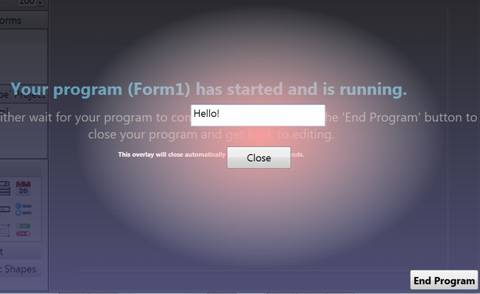 100%
orms
Your program (Form1) has started and is running.
Hello!
ither wait for your program to con he 'End Program' button to
close your program and get back to editing.
This overlay will close automatically nds.
Close
t
Shapes
End Program